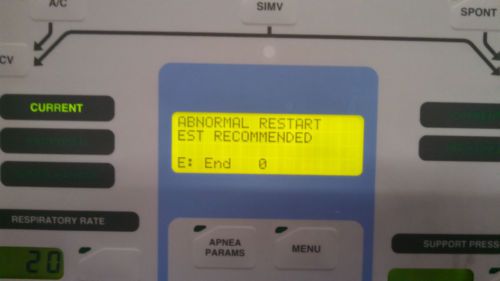 A/C
SIMV
SPONT
CV
CURRENT
ABNORMAL RESTART
EST RECOMMENDED
E: End 0
RESPIRATORY RATE
20
APNEA
PARAMS
MENU
SUPPORT PRESS